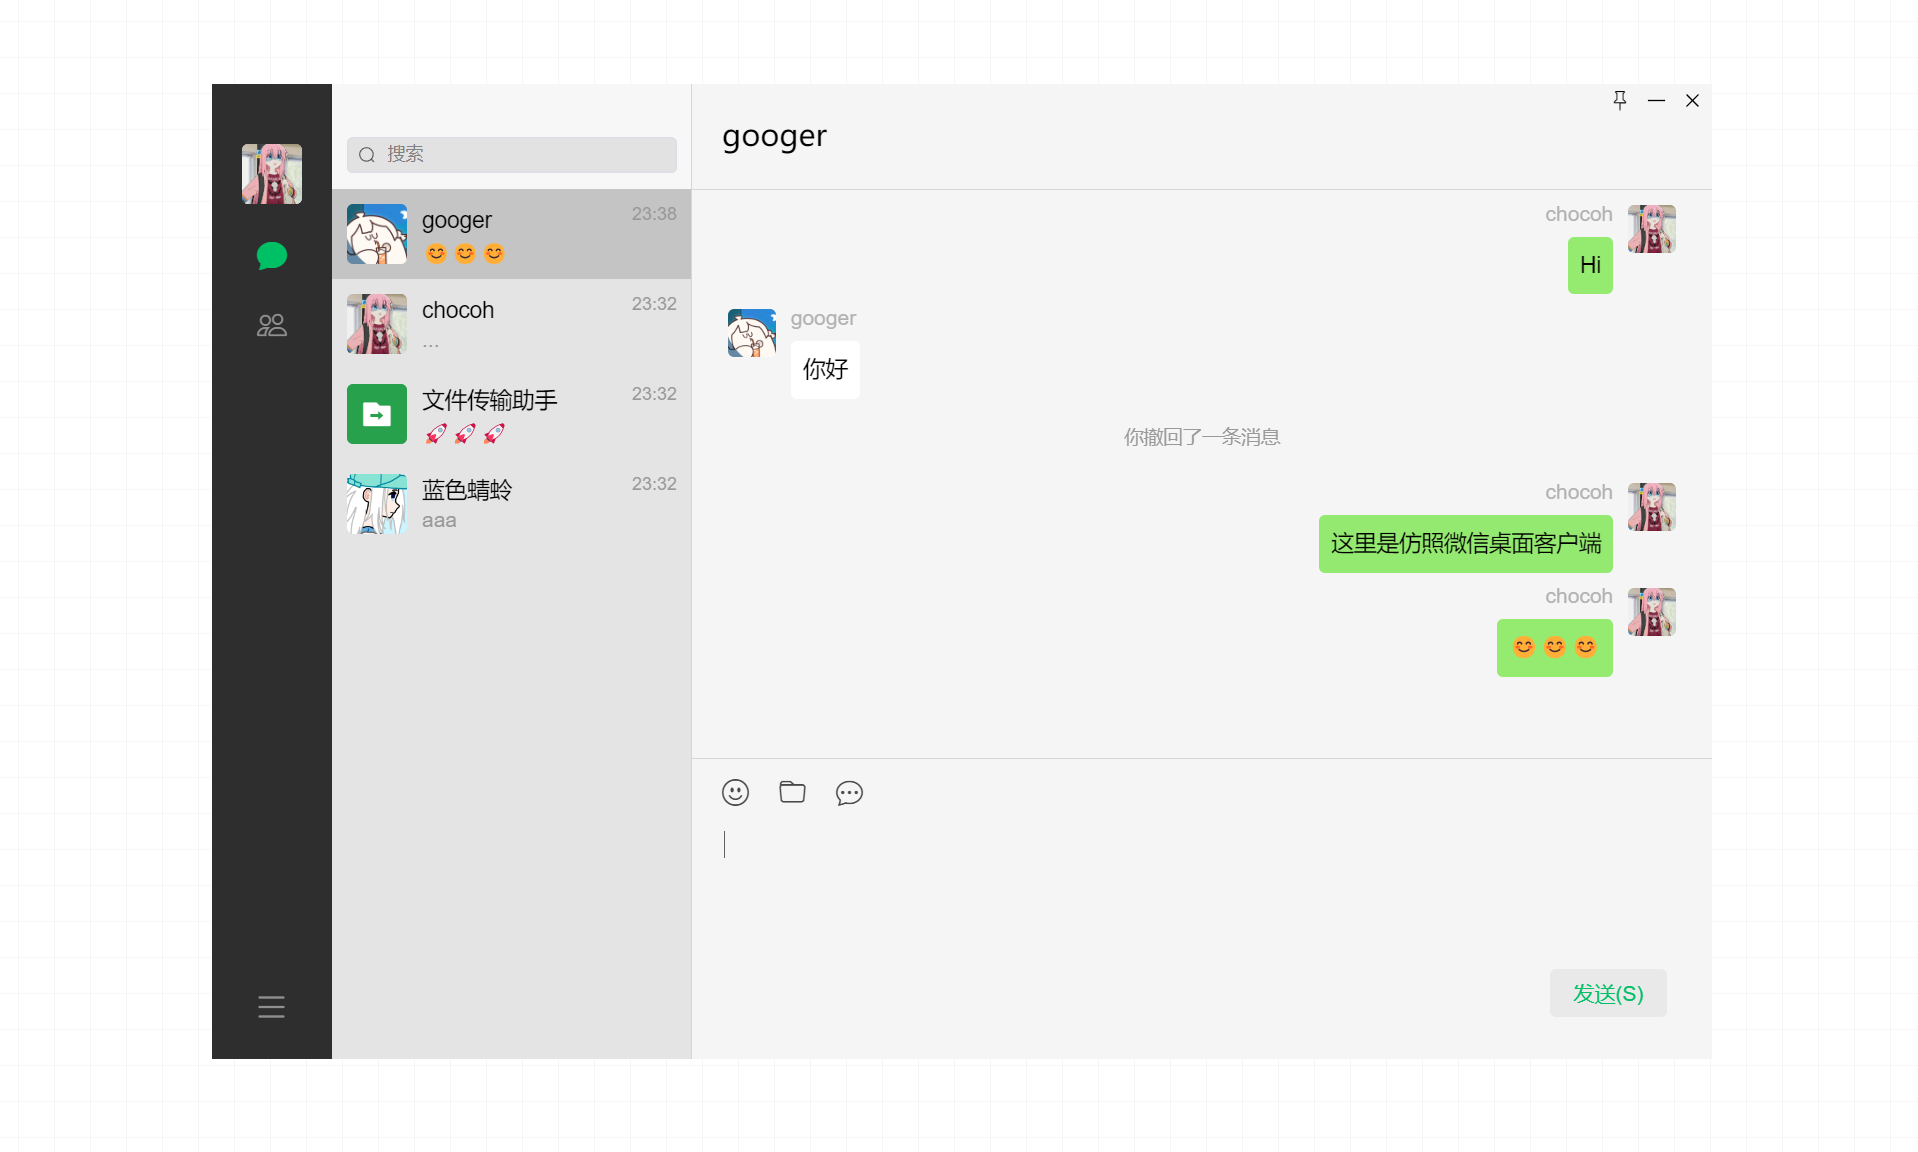 搜索
googer
23:38
😊😊😊
chocoh
23:32
...
文件传输助手
23:32
🚀🚀🚀
蓝色蜻蛉
23:32
aaa
googer
chocoh
Hi
googer
你好
你撤回了一条消息
chocoh
这里是仿照微信桌面客户端
chocoh
😊😊😊
发送(S)